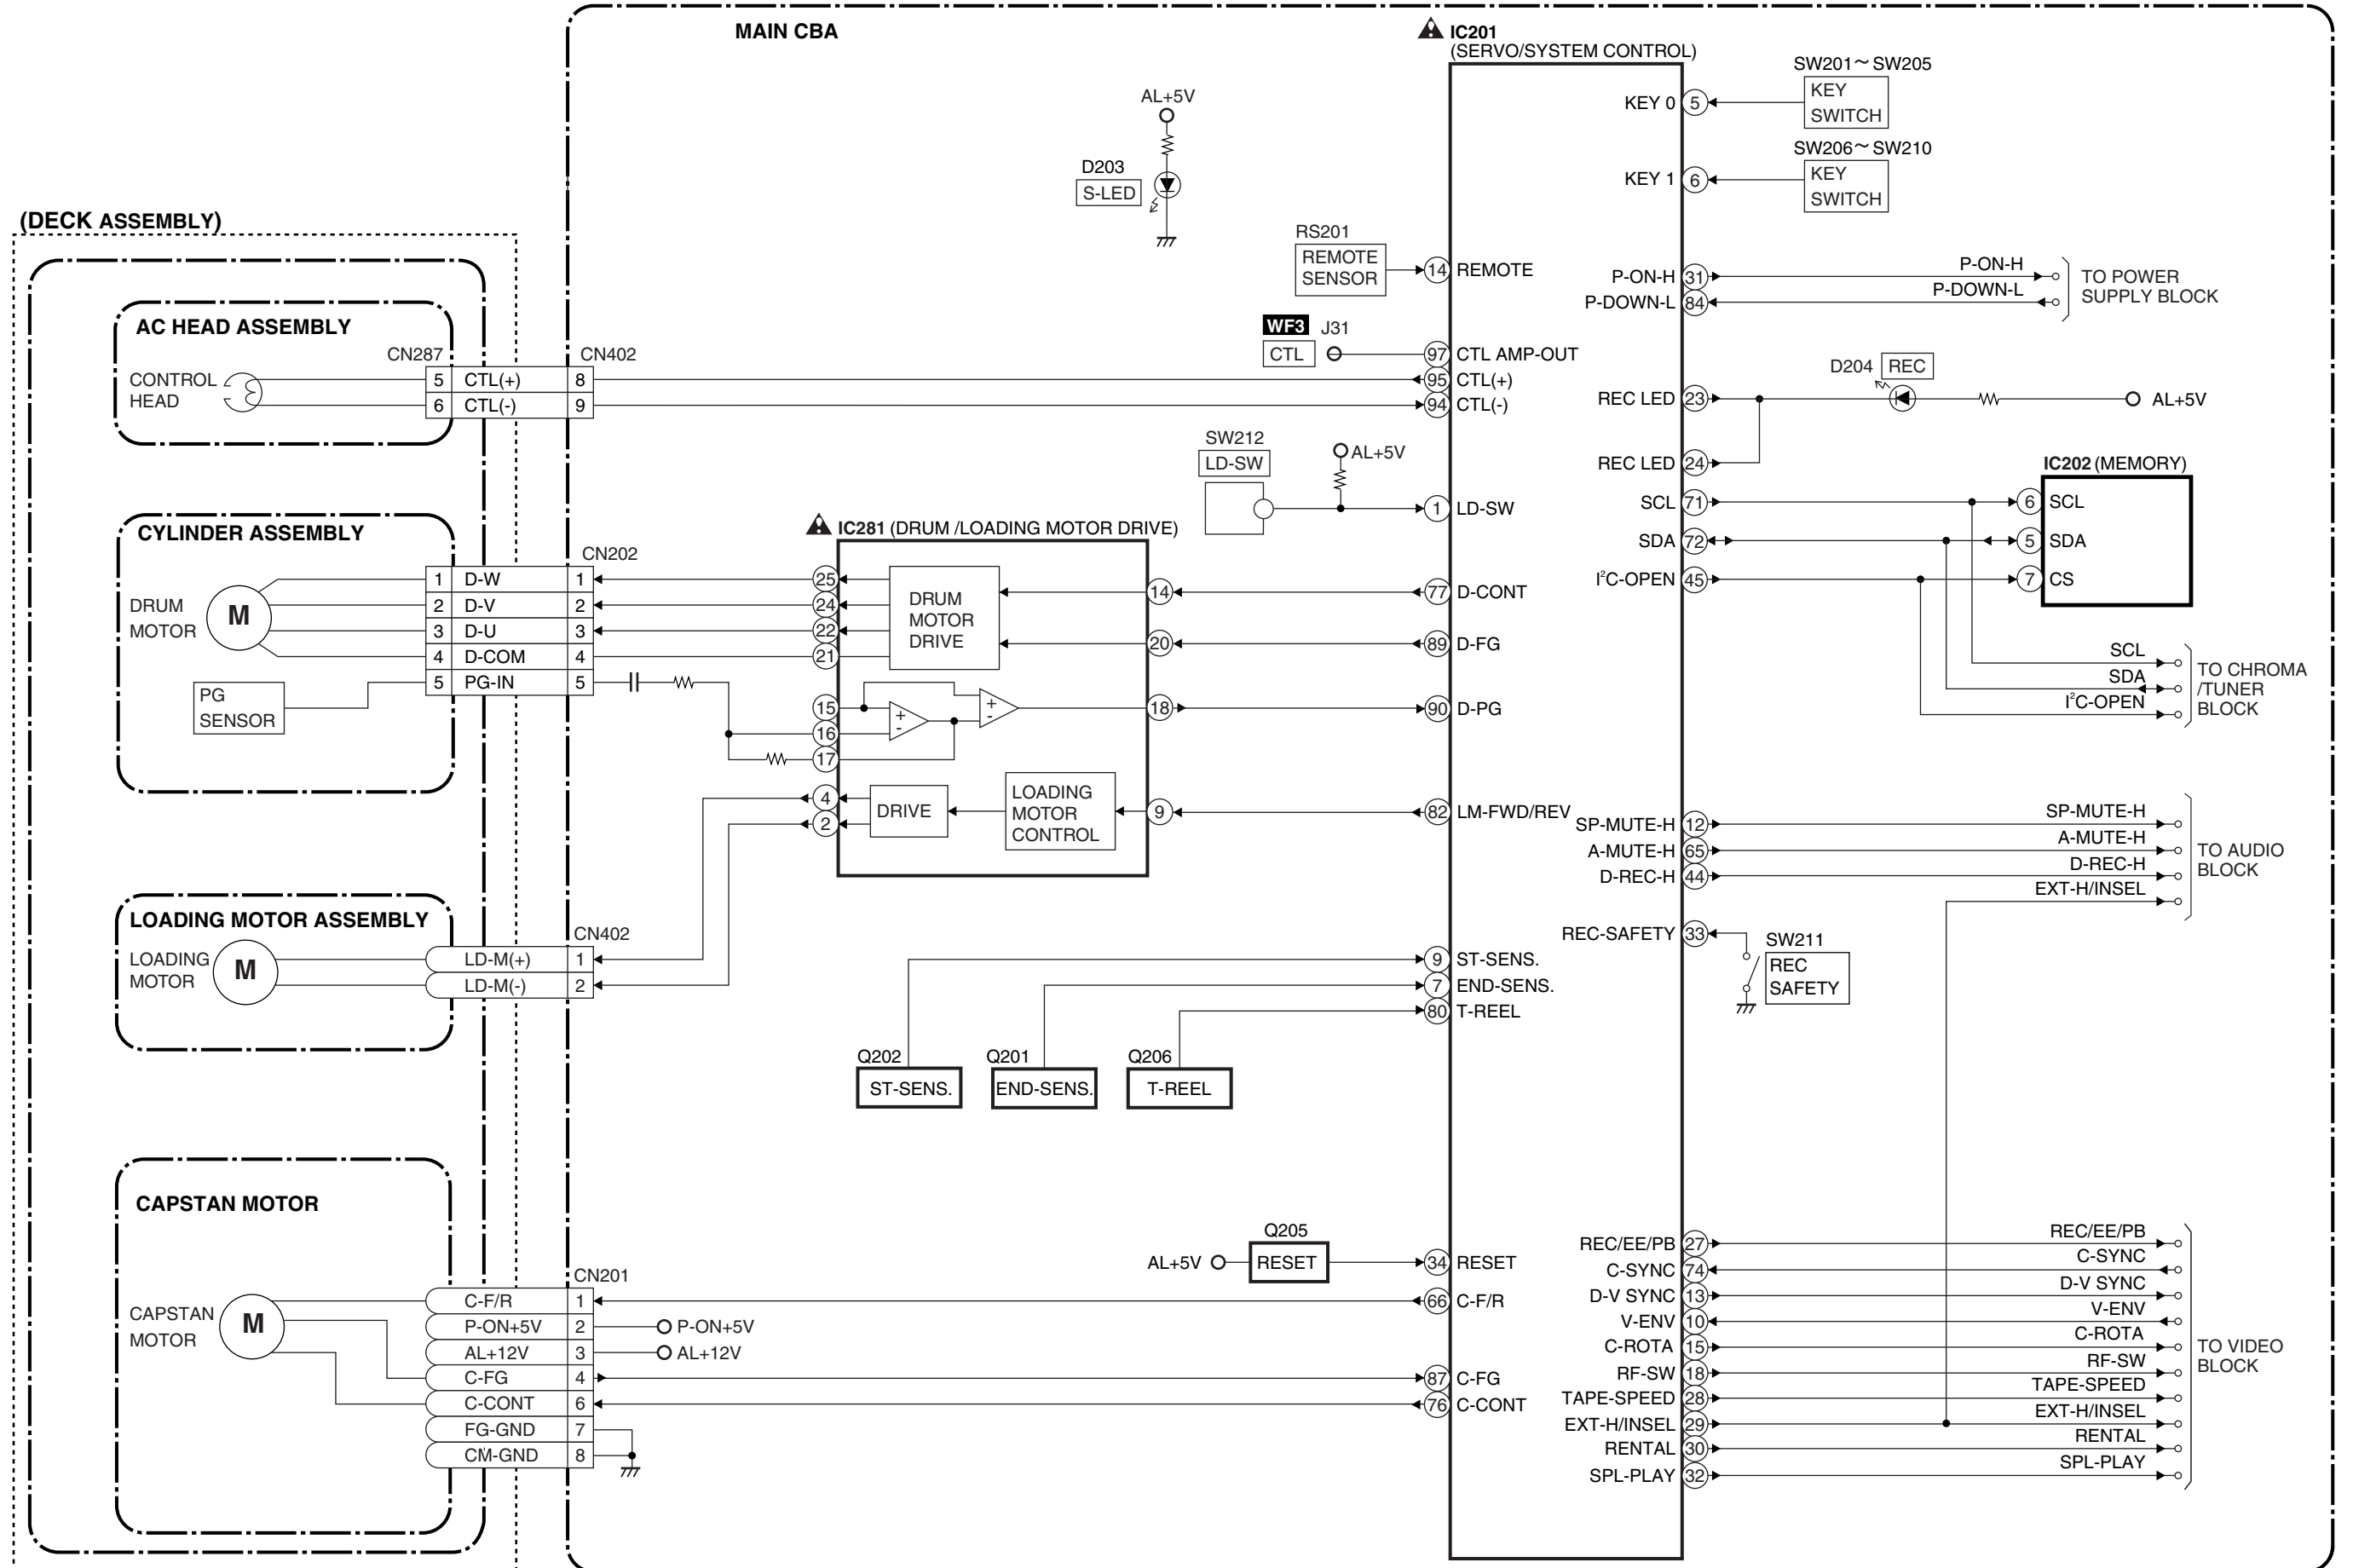 MAIN CBA
IC201
(SERVO/SYSTEM CONTROL)
SW201~SW205
KEY
SWITCH
KEY 0
5
SW206~SW210
KEY
SWITCH
KEY 1
6
AL+5V
D203
S-LED
(DECK ASSEMBLY)
RS201
REMOTE
SENSOR
14
REMOTE
P-ON-H
31
P-ON-H
P-DOWN-L
84
P-DOWN-L
TO POWER
SUPPLY BLOCK
AC HEAD ASSEMBLY
CONTROL
HEAD
CN287
CN402
5 CTL(+) 8
6 CTL(-) 9
WF3
J31
CTL
97
CTL AMP-OUT
95
CTL(+)
94
CTL(-)
D204
REC
REC LED
23
AL+5V
REC LED
24
SW212
LD-SW
AL+5V
1
LD-SW
IC202 (MEMORY)
SCL
71
6
SCL
SDA
72
5
SDA
I²C-OPEN
45
7
CS
CYLINDER ASSEMBLY
CN202
DRUM
MOTOR
M
1 D-W 1
2 D-V 2
3 D-U 3
4 D-COM 4
5 PG-IN 5
PG
SENSOR
IC281 (DRUM /LOADING MOTOR DRIVE)
25
24
22
21
DRUM
MOTOR
DRIVE
14
20
15
16
17
+
-
+
-
18
4
2
DRIVE
LOADING
MOTOR
CONTROL
9
77
D-CONT
89
D-FG
90
D-PG
82
LM-FWD/REV
SCL
SDA
I²C-OPEN
TO CHROMA
/TUNER
BLOCK
SP-MUTE-H
12
SP-MUTE-H
A-MUTE-H
65
A-MUTE-H
D-REC-H
44
D-REC-H
EXT-H/INSEL
TO AUDIO
BLOCK
LOADING MOTOR ASSEMBLY
LOADING
MOTOR
M
CN402
LD-M(+) 1
LD-M(-) 2
REC-SAFETY
33
SW211
REC
SAFETY
9
ST-SENS.
7
END-SENS.
80
T-REEL
Q202
ST-SENS.
Q201
END-SENS.
Q206
T-REEL
CAPSTAN MOTOR
CAPSTAN
MOTOR
M
CN201
C-F/R 1
P-ON+5V 2
AL+12V 3
C-FG 4
C-CONT 6
FG-GND 7
CM-GND 8
P-ON+5V
AL+12V
Q205
AL+5V
RESET
34
RESET
66
C-F/R
87
C-FG
76
C-CONT
REC/EE/PB
27
REC/EE/PB
C-SYNC
74
C-SYNC
D-V SYNC
13
D-V SYNC
V-ENV
10
V-ENV
C-ROTA
15
C-ROTA
RF-SW
18
RF-SW
TAPE-SPEED
28
TAPE-SPEED
EXT-H/INSEL
29
EXT-H/INSEL
RENTAL
30
RENTAL
SPL-PLAY
32
SPL-PLAY
TO VIDEO
BLOCK